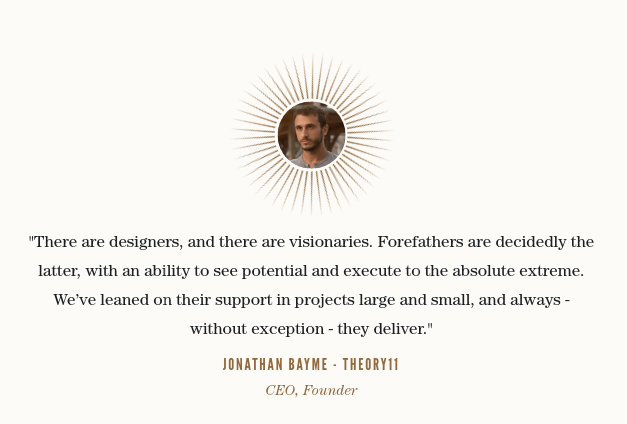 "There are designers, and there are visionaries. Forefathers are decidedly the
latter, with an ability to see potential and execute to the absolute extreme.
We’ve leaned on their support in projects large and small, and always -
without exception - they deliver."
JONATHAN BAYME - THEORY11
CEO, Founder